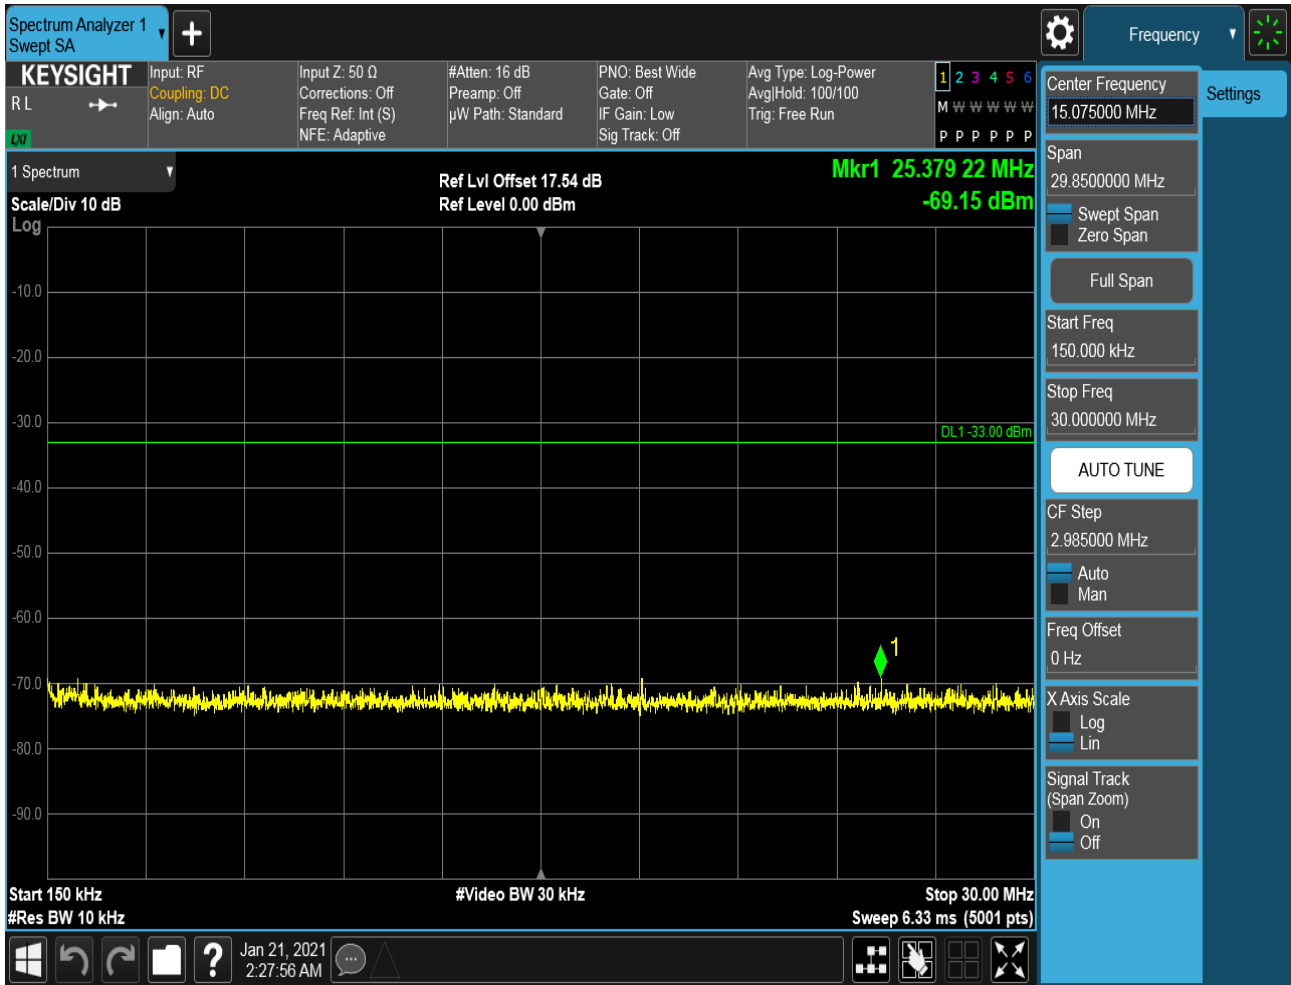 Spectrum Analyzer 1
Swept SA
Frequency
KEYSIGHT
R L
LXI
Input: RF
Coupling: DC
Align: Auto
Input Z: 50 Ω
Corrections: Off
Freq Ref: Int (S)
NFE: Adaptive
#Atten: 16 dB
Preamp: Off
µW Path: Standard
PNO: Best Wide
Gate: Off
IF Gain: Low
Sig Track: Off
Avg Type: Log-Power
Avg|Hold: 100/100
Trig: Free Run
1 2 3 4 5 6
M W W W W W
P P P P P P
1 Spectrum
Scale/Div 10 dB
Log
Ref Lvl Offset 17.54 dB
Ref Level 0.00 dBm
Mkr1 25.379 22 MHz
-69.15 dBm
-10.0
-20.0
-30.0
DL1 -33.00 dBm
-40.0
-50.0
-60.0
1
-70.0
-80.0
-90.0
Start 150 kHz
#Video BW 30 kHz
Stop 30.00 MHz
#Res BW 10 kHz
Sweep 6.33 ms (5001 pts)
Jan 21, 2021
2:27:56 AM
Center Frequency
15.075000 MHz
Settings
Span
29.8500000 MHz
Swept Span
Zero Span
Full Span
Start Freq
150.000 kHz
Stop Freq
30.000000 MHz
AUTO TUNE
CF Step
2.985000 MHz
Auto
Man
Freq Offset
0 Hz
X Axis Scale
Log
Lin
Signal Track
(Span Zoom)
On
Off